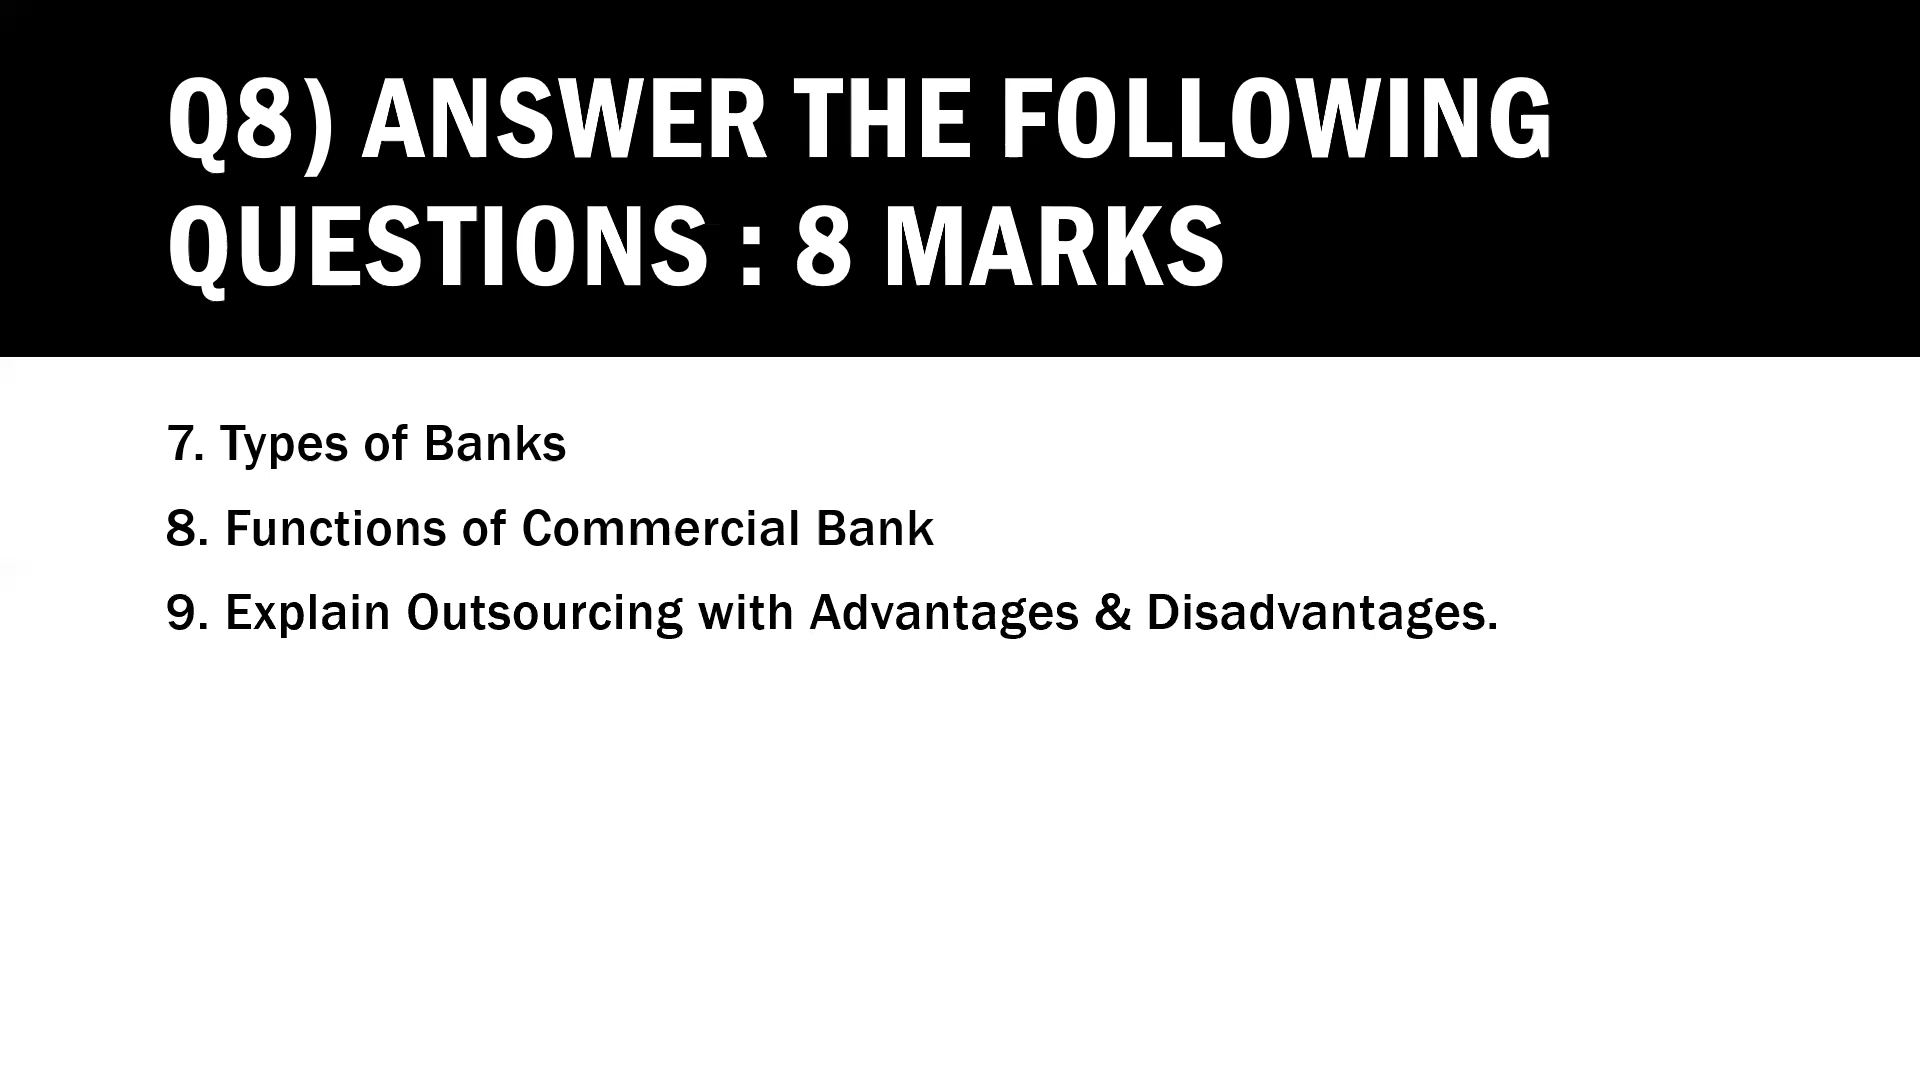 Q8) ANSWER THE FOLLOWING
QUESTIONS : 8 MARKS
7. Types of Banks
8. Functions of Commercial Bank
9. Explain Outsourcing with Advantages & Disadvantages.